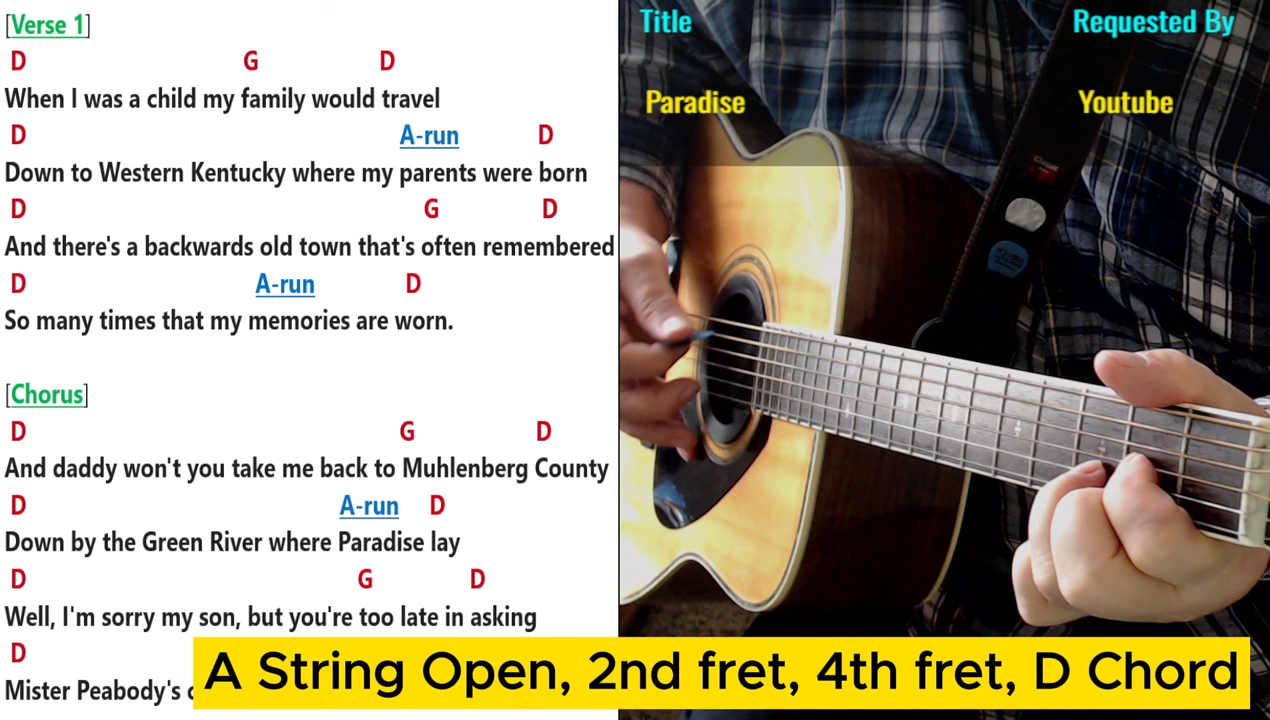 [Verse 1]
D G D
When I was a child my family would travel
D A-run D
Down to Western Kentucky where my parents were born
D G D
And there's a backwards old town that's often remembered
D A-run D
So many times that my memories are worn.
[Chorus]
D G D
And daddy won't you take me back to Muhlenberg County
D A-run D
Down by the Green River where Paradise lay
D G D
Well, I'm sorry my son, but you're too late in asking
D
Mister Peabody's
Title Requested By
Paradise Youtube
A String Open, 2nd fret, 4th fret, D Chord